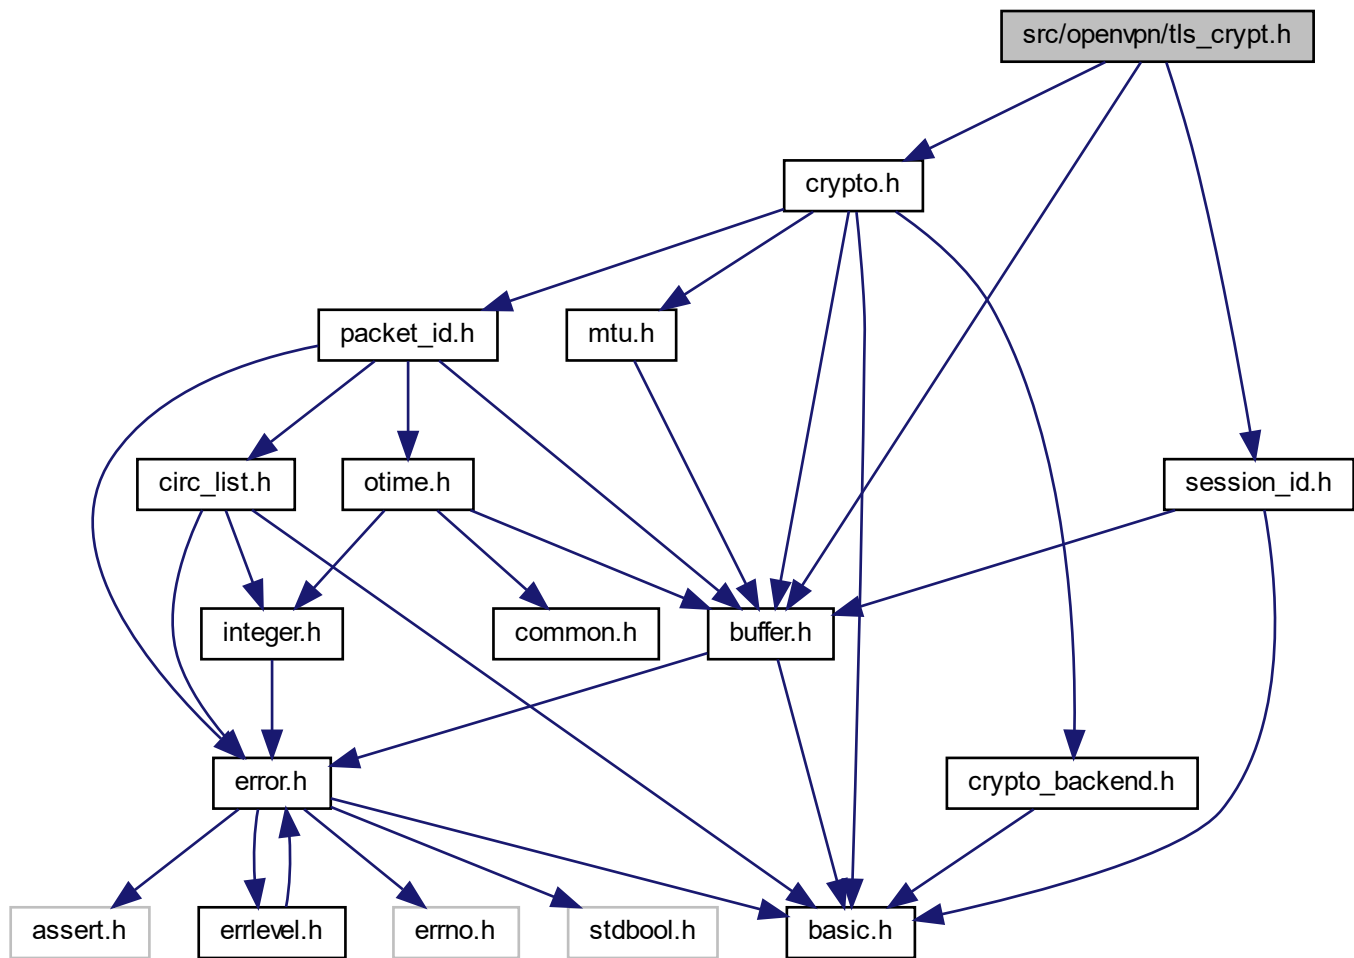 src/openvpn/tls_crypt.h
crypto.h
packet_id.h
mtu.h
circ_list.h
otime.h
session_id.h
integer.h
common.h
buffer.h
error.h
crypto_backend.h
assert.h
errlevel.h
errno.h
stdbool.h
basic.h